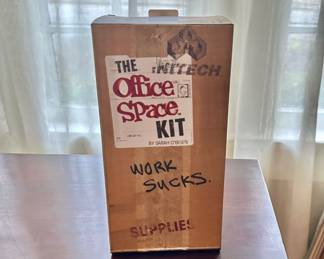 INITECH
THE
Office
Space.
KIT
BY SARAH O'BRIEN
WORK
SUCKS.
SUPPLIES